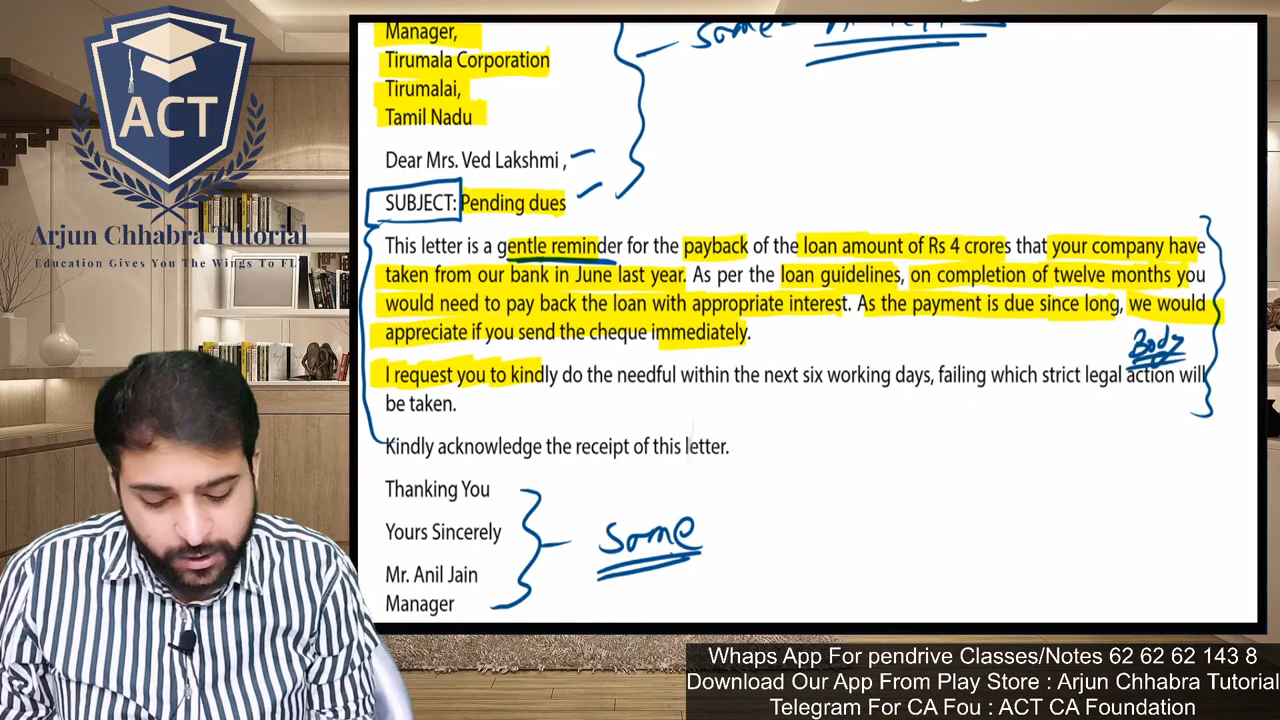 ACT
Arjun Chhabra Tutorial
Education Gives You The Wings To Fl
Manager,
Tirumala Corporation
Tirumalai,
Tamil Nadu
Dear Mrs. Ved Lakshmi ,
SUBJECT: Pending dues
This letter is a gentle reminder for the payback of the loan amount of Rs 4 crores that your company have
taken from our bank in June last year. As per the loan guidelines, on completion of twelve months you
would need to pay back the loan with appropriate interest. As the payment is due since long, we would
appreciate if you send the cheque immediately.
Body
I request you to kindly do the needful within the next six working days, failing which strict legal action will
be taken.
Kindly acknowledge the receipt of this letter.
Thanking You
Yours Sincerely
Some
Mr. Anil Jain
Manager
Whaps App For pendrive Classes/Notes 62 62 62 143 8
Download Our App From Play Store : Arjun Chhabra Tutorial
Telegram For CA Fou : ACT CA Foundation